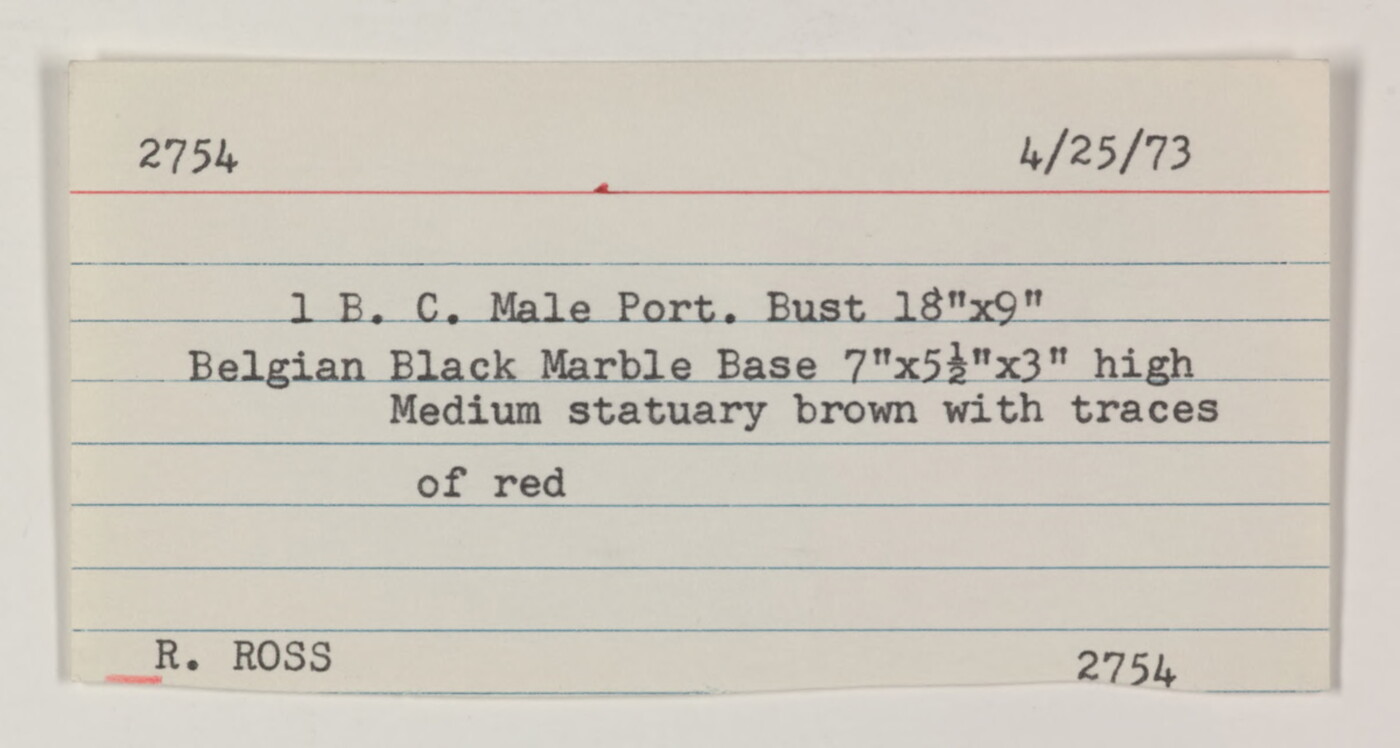 2754 4/25/73
1 B. C. Male Port. Bust 18"x9"
Belgian Black Marble Base 7"x5½"x3" high
Medium statuary brown with traces
of red
R. ROSS 2754